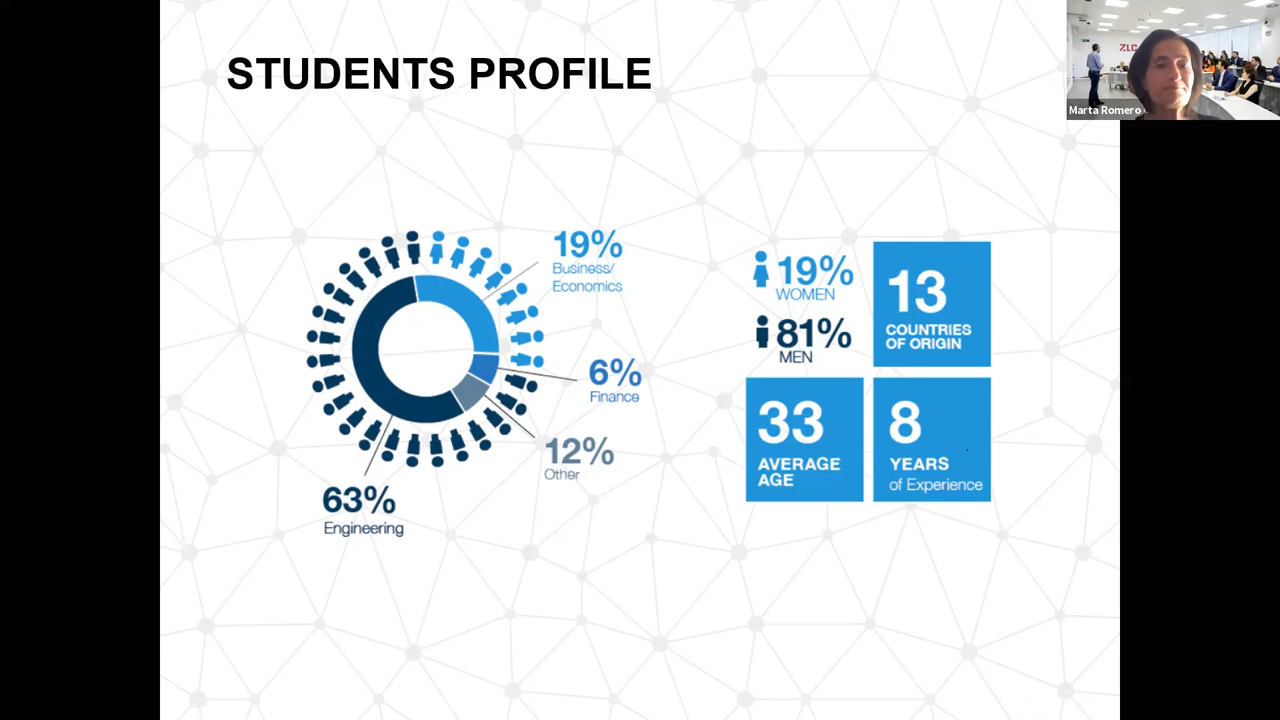 STUDENTS PROFILE
ZLC
Marta Romero
19%
Business/
Economics
6%
Finance
12%
Other
63%
Engineering
19%
WOMEN
81%
MEN
13
COUNTRIES
OF ORIGIN
33
AVERAGE
AGE
8
YEARS
of Experience